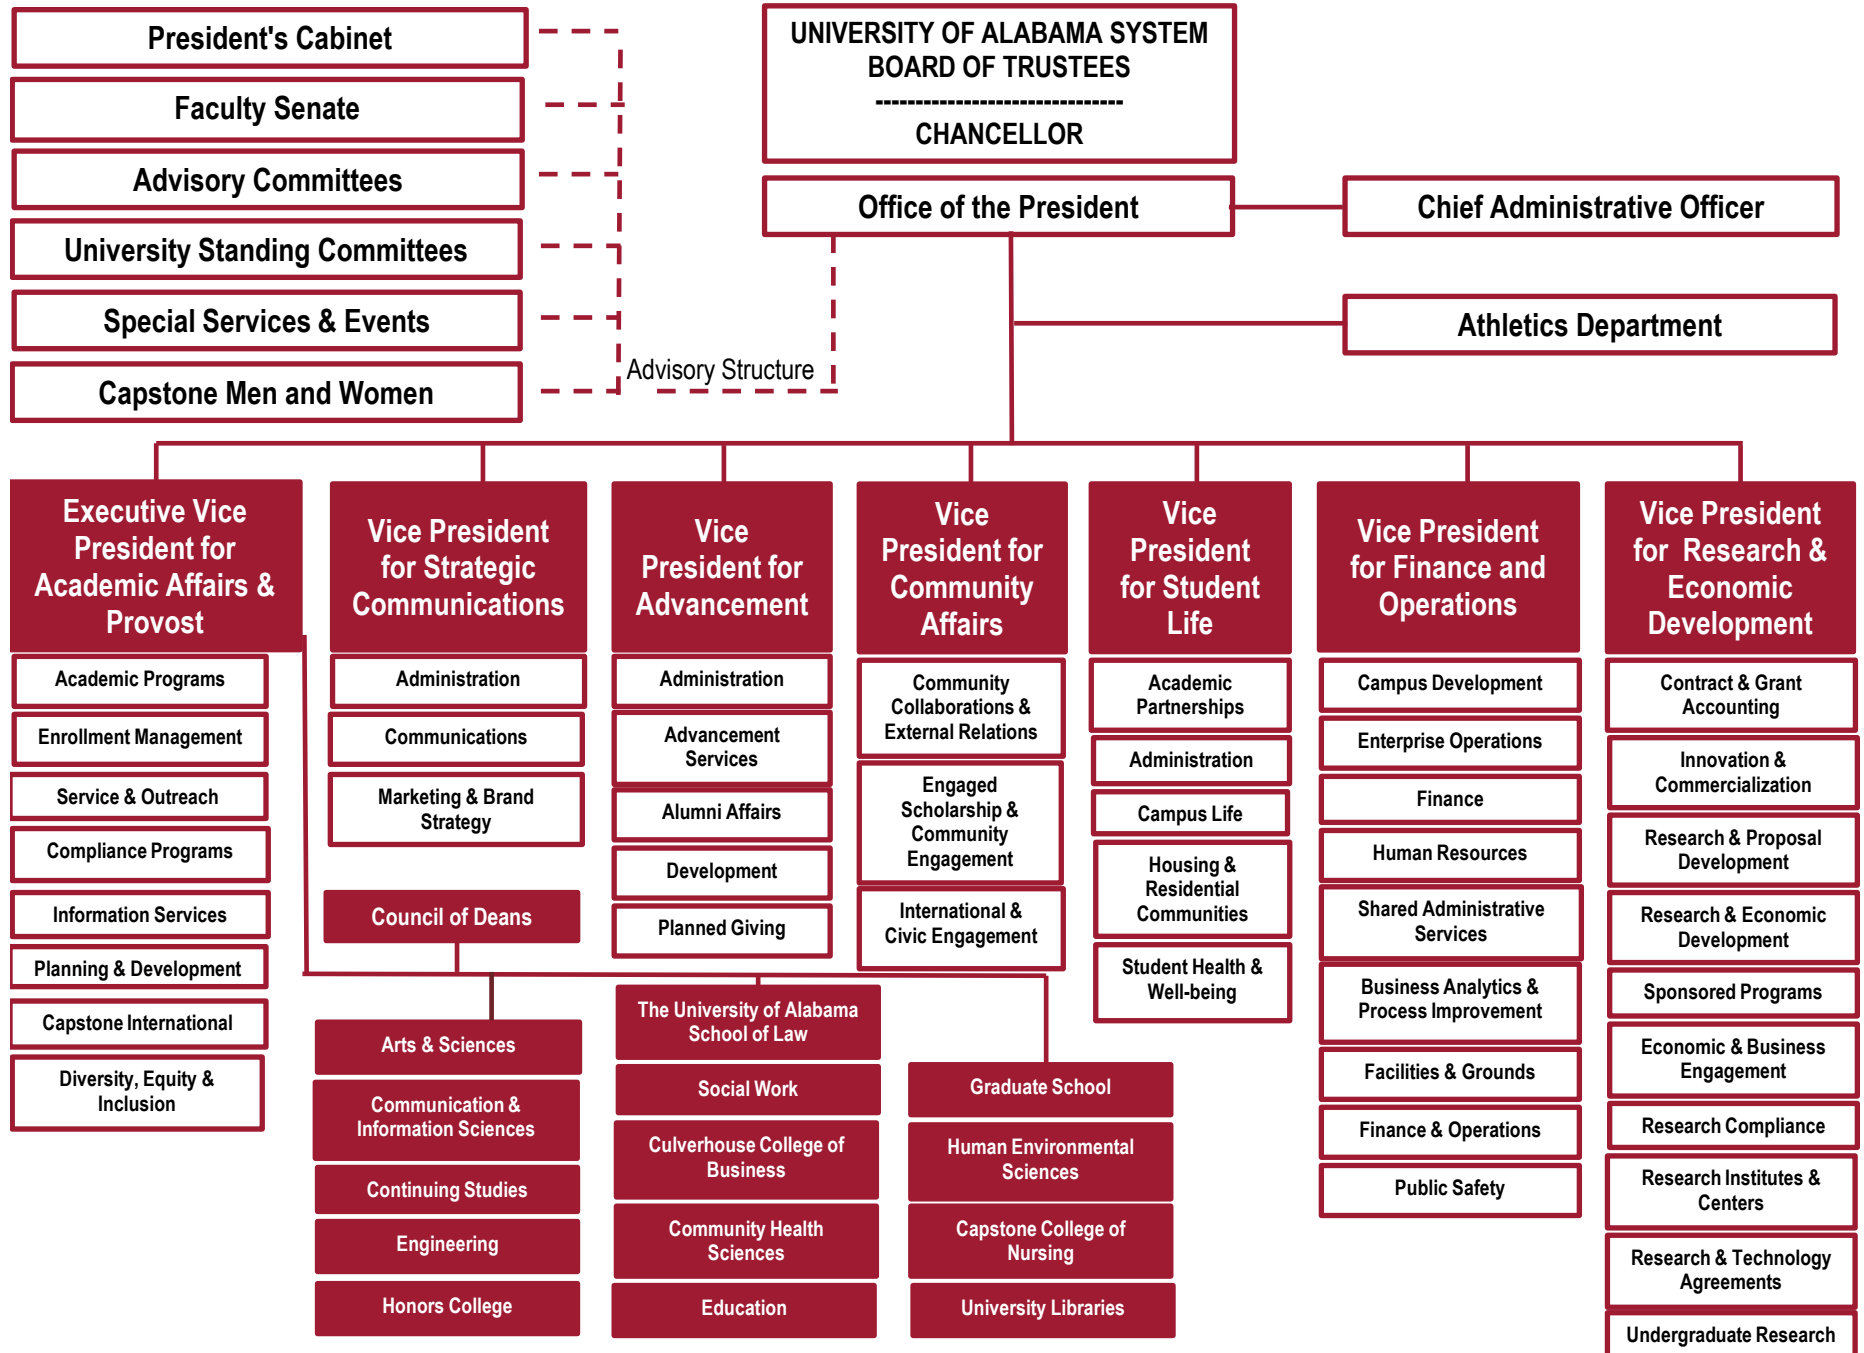 President's Cabinet
Faculty Senate
Advisory Committees
University Standing Committees
Special Services & Events
Capstone Men and Women
Advisory Structure
UNIVERSITY OF ALABAMA SYSTEM
BOARD OF TRUSTEES
-------------------------------
CHANCELLOR
Office of the President
Chief Administrative Officer
Athletics Department
Executive Vice
President for
Academic Affairs &
Provost
Academic Programs
Enrollment Management
Service & Outreach
Compliance Programs
Information Services
Planning & Development
Capstone International
Diversity, Equity &
Inclusion
Vice President
for Strategic
Communications
Administration
Communications
Marketing & Brand
Strategy
Vice
President for
Advancement
Administration
Advancement
Services
Alumni Affairs
Development
Planned Giving
Vice
President for
Community
Affairs
Community
Collaborations &
External Relations
Engaged
Scholarship &
Community
Engagement
International &
Civic Engagement
Vice
President
for Student
Life
Academic
Partnerships
Administration
Campus Life
Housing &
Residential
Communities
Student Health &
Well-being
Vice President
for Finance and
Operations
Campus Development
Enterprise Operations
Finance
Human Resources
Shared Administrative
Services
Business Analytics &
Process Improvement
Facilities & Grounds
Finance & Operations
Public Safety
Vice President
for Research &
Economic
Development
Contract & Grant
Accounting
Innovation &
Commercialization
Research & Proposal
Development
Research & Economic
Development
Sponsored Programs
Economic & Business
Engagement
Research Compliance
Research Institutes &
Centers
Research & Technology
Agreements
Undergraduate Research
Council of Deans
Arts & Sciences
Communication &
Information Sciences
Continuing Studies
Engineering
Honors College
The University of Alabama
School of Law
Social Work
Culverhouse College of
Business
Community Health
Sciences
Education
Graduate School
Human Environmental
Sciences
Capstone College of
Nursing
University Libraries